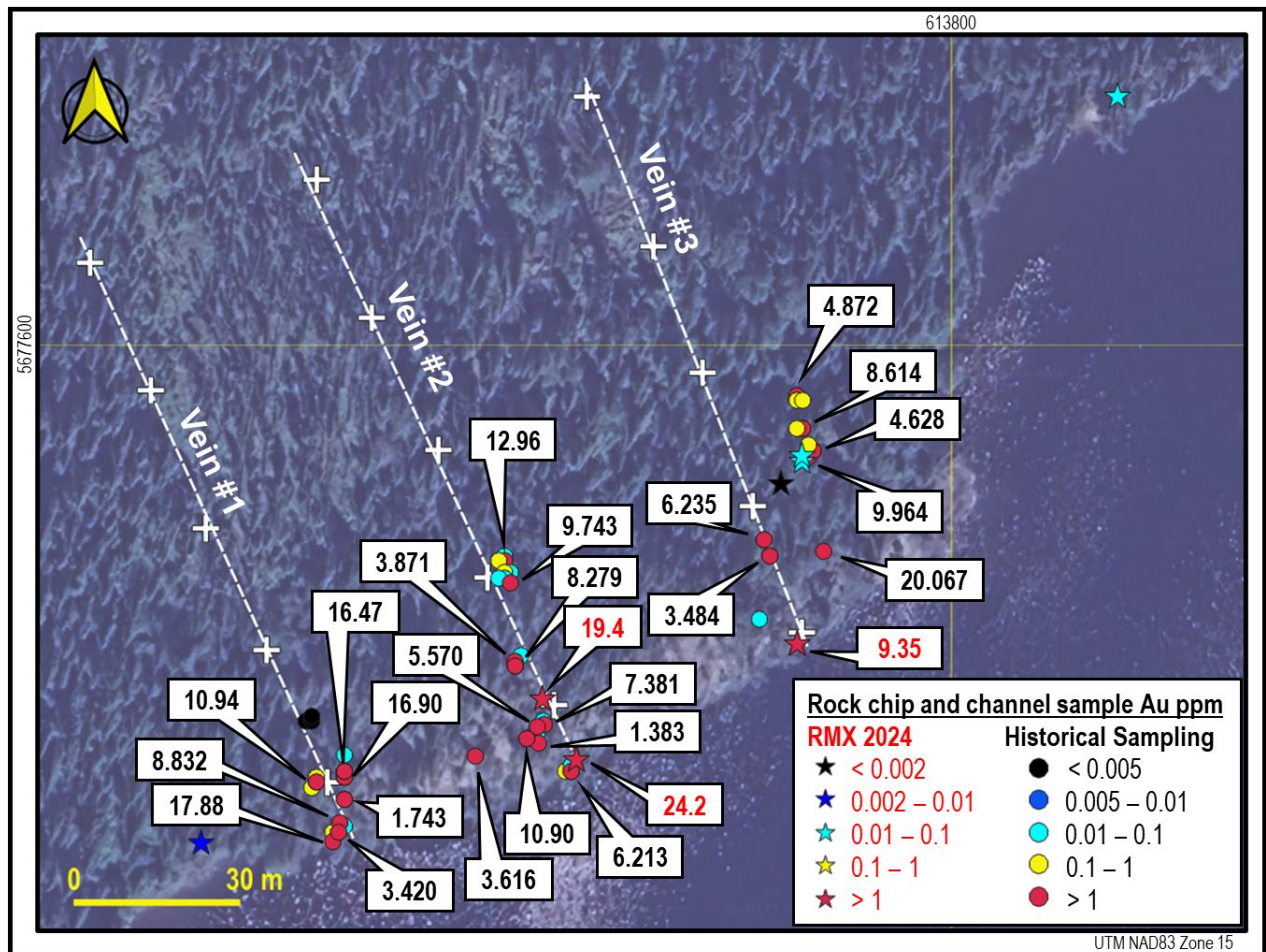 613800
5677600
Vein #1
Vein #2
Vein #3
4.872
8.614
4.628
9.964
12.96
9.743
6.235
3.871
8.279
20.067
3.484
19.4
16.47
5.570
9.35
7.381
10.94
16.90
1.383
8.832
24.2
17.88
1.743
10.90
6.213
3.616
3.420
0 30 m
Rock chip and channel sample Au ppm
RMX 2024 Historical Sampling
< 0.002 < 0.005
0.002 – 0.01 0.005 – 0.01
0.01 – 0.1 0.01 – 0.1
0.1 – 1 0.1 – 1
> 1 > 1
UTM NAD83 Zone 15